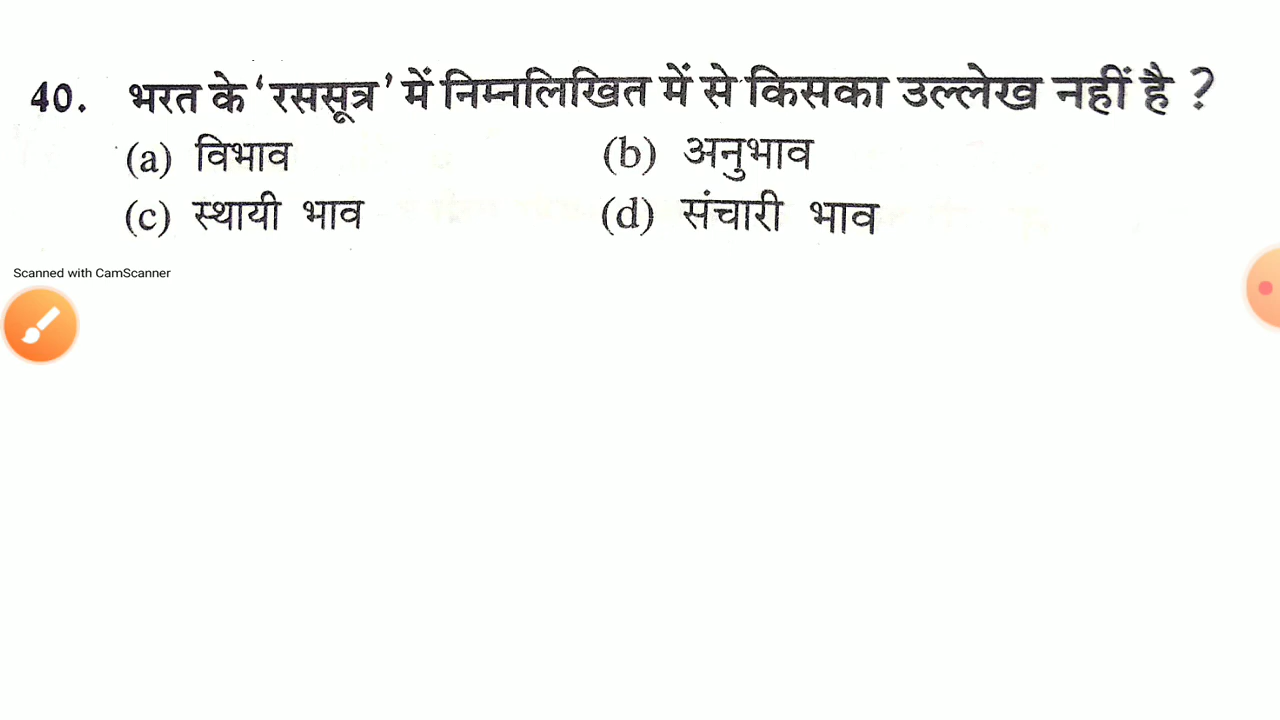 40. भरत के ‘रससूत्र’ में निम्नलिखित में से किसका उल्लेख नहीं है ?
(a) विभाव (b) अनुभाव
(c) स्थायी भाव (d) संचारी भाव
Scanned with CamScanner